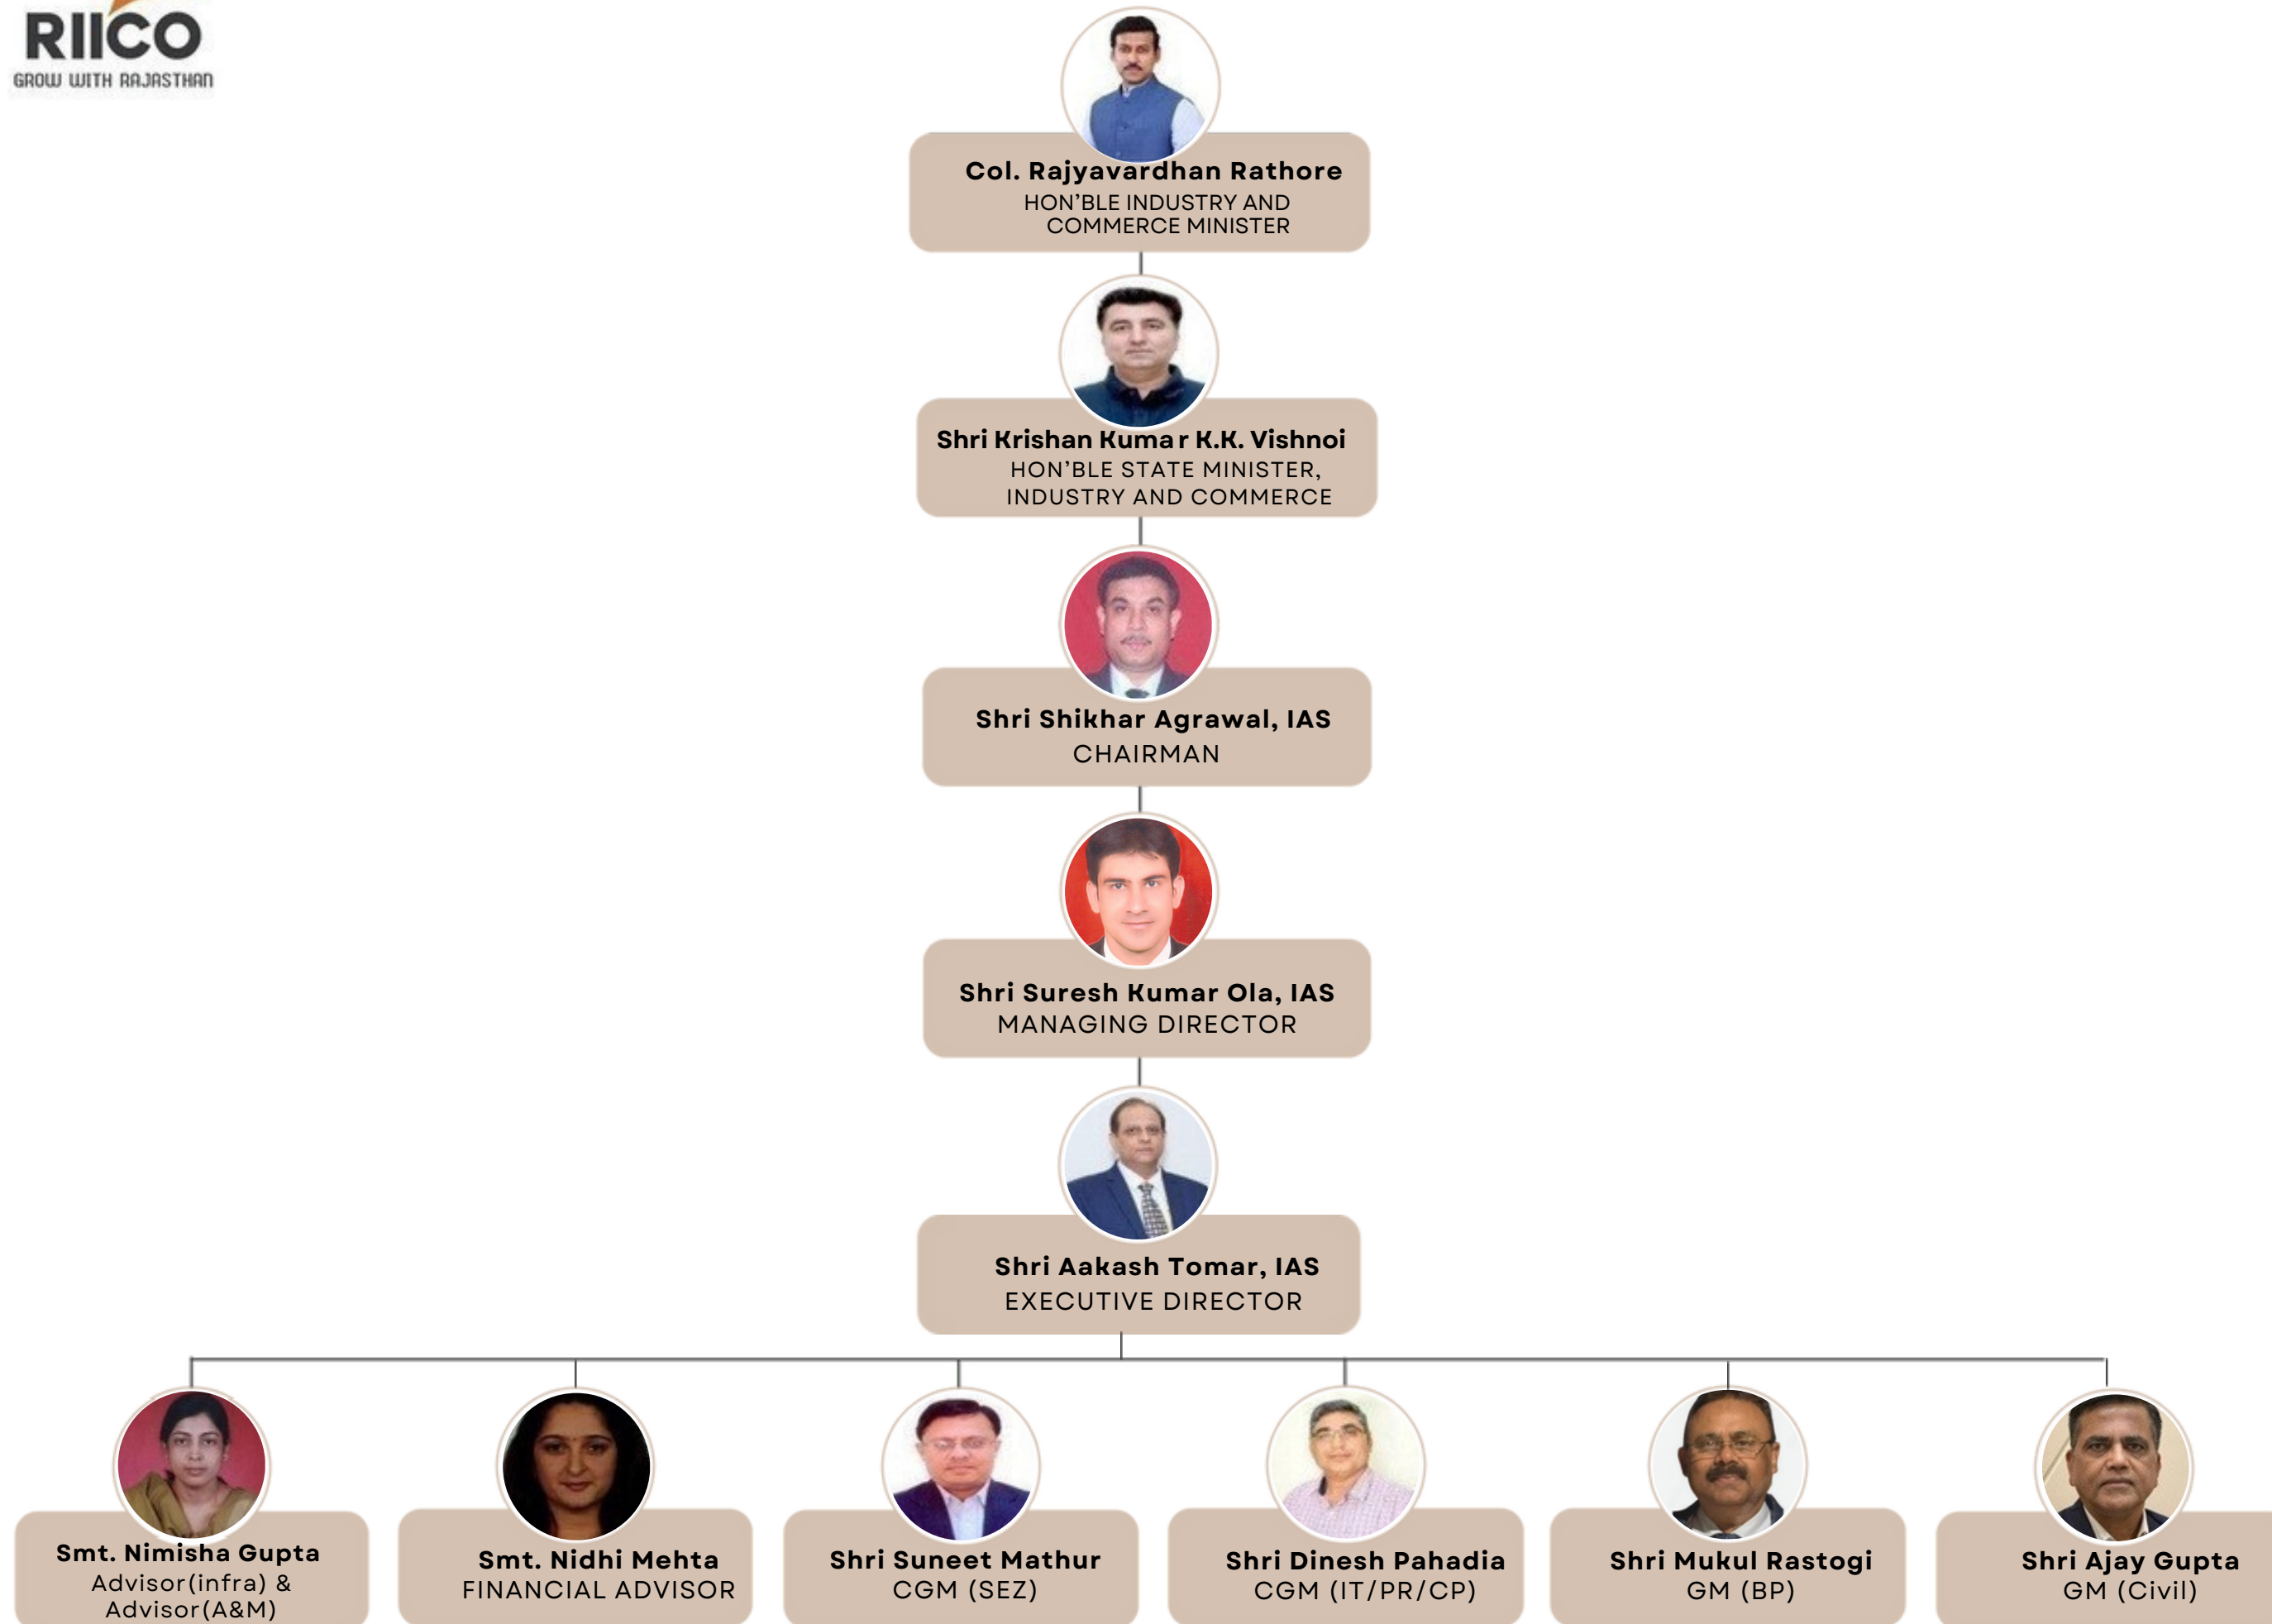 RIICO
GROW WITH RAJASTHAN
Col. Rajyavardhan Rathore
HON'BLE INDUSTRY AND
COMMERCE MINISTER
Shri Krishan Kumar K.K. Vishnoi
HON'BLE STATE MINISTER,
INDUSTRY AND COMMERCE
Shri Shikhar Agrawal, IAS
CHAIRMAN
Shri Suresh Kumar Ola, IAS
MANAGING DIRECTOR
Shri Aakash Tomar, IAS
EXECUTIVE DIRECTOR
Smt. Nimisha Gupta
Advisor(infra) &
Advisor(A&M)
Smt. Nidhi Mehta
FINANCIAL ADVISOR
Shri Suneet Mathur
CGM (SEZ)
Shri Dinesh Pahadia
CGM (IT/PR/CP)
Shri Mukul Rastogi
GM (BP)
Shri Ajay Gupta
GM (Civil)